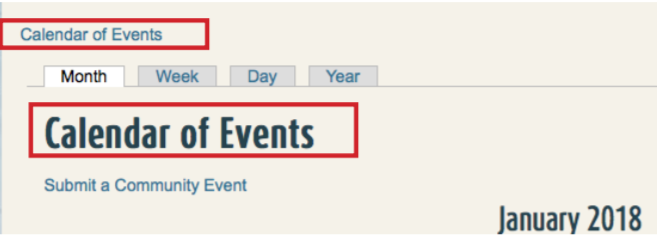 Calendar of Events
Month Week Day Year
Calendar of Events
Submit a Community Event
January 2018